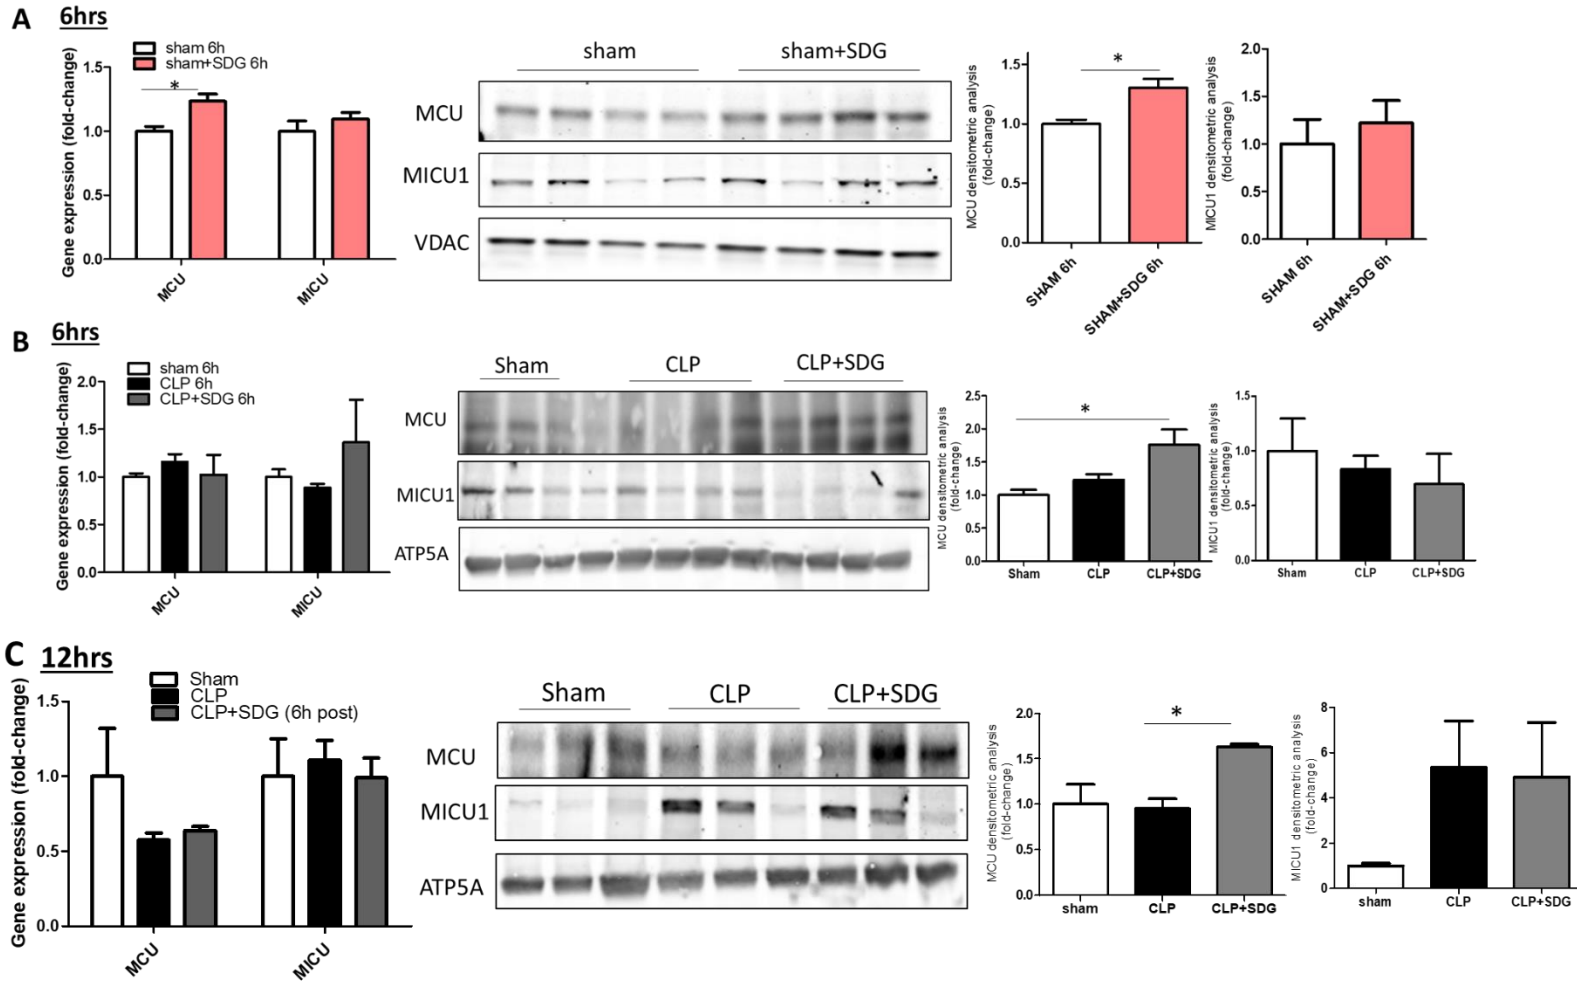 A 6hrs
sham 6h
sham+SDG 6h
Gene expression (fold-change)
1.5
1.0
0.5
0.0
*
MCU
MICU
sham
sham+SDG
MCU
MICU1
VDAC
MCU densitometric analysis
(fold-change)
1.5
1.0
0.5
0.0
*
SHAM 6h
SHAM+SDG 6h
MICU1 densitometric analysis
(fold-change)
2.0
1.5
1.0
0.5
0.0
SHAM 6h
SHAM+SDG 6h
B 6hrs
sham 6h
CLP 6h
CLP+SDG 6h
Gene expression (fold-change)
2.0
1.5
1.0
0.5
0.0
MCU
MICU
Sham
CLP
CLP+SDG
MCU
MICU1
ATP5A
MCU densitometric analysis
(fold-change)
2.5
2.0
1.5
1.0
0.5
0.0
*
Sham
CLP
CLP+SDG
MICU1 densitometric analysis
(fold-change)
1.5
1.0
0.5
0.0
Sham
CLP
CLP+SDG
C 12hrs
Sham
CLP
CLP+SDG (6h post)
Gene expression (fold-change)
1.5
1.0
0.5
0.0
MCU
MICU
Sham
CLP
CLP+SDG
MCU
MICU1
ATP5A
MCU densitometric analysis
(fold-change)
2.0
1.5
1.0
0.5
0.0
*
sham
CLP
CLP+SDG
MICU1 densitometric analysis
(fold-change)
8
6
4
2
0
sham
CLP
CLP+SDG